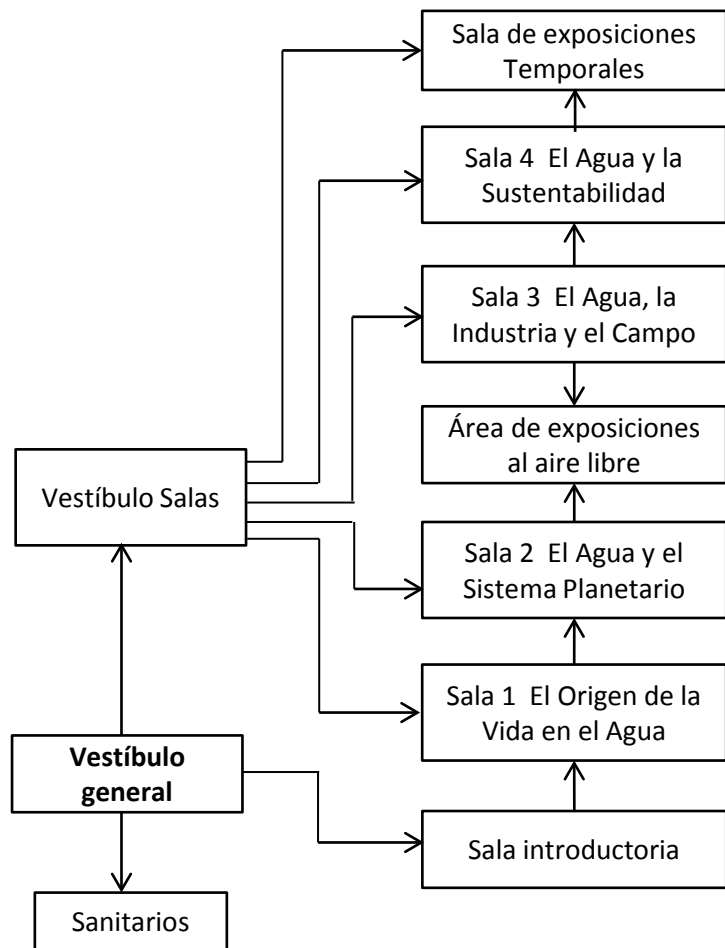 Sala de exposiciones
Temporales
Sala 4  El Agua y la
Sustentabilidad
Sala 3  El Agua, la
Industria y el Campo
Área de exposiciones
al aire libre
Vestíbulo Salas
Sala 2  El Agua y el
Sistema Planetario
Sala 1  El Origen de la
Vida en el Agua
Vestíbulo
general
Sala introductoria
Sanitarios